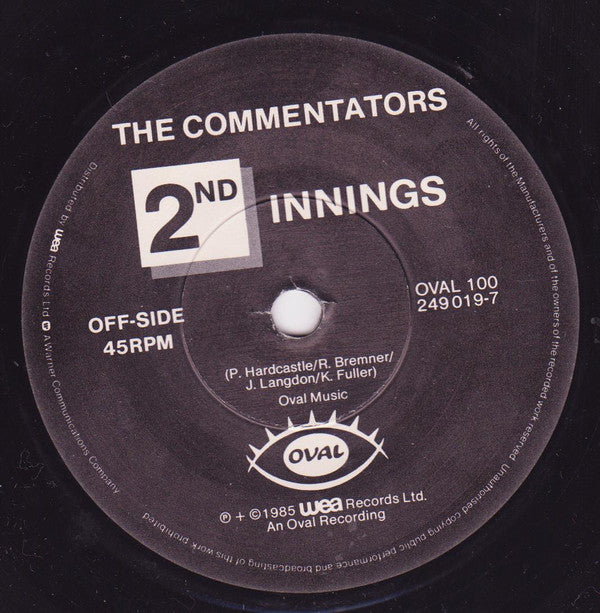 THE COMMENTATORS
2ND INNINGS
OFF-SIDE
45RPM
OVAL 100
249 019-7
(P. Hardcastle/R. Bremner/
J. Langdon/K. Fuller)
Oval Music
OVAL
℗ + © 1985 wea Records Ltd.
An Oval Recording
All rights of the Manufacturers and of the owners of the recorded work reserved. Unauthorised copying public performance and broadcasting of this work prohibited
Distributed by wea Records Ltd. A Warner Communications Company